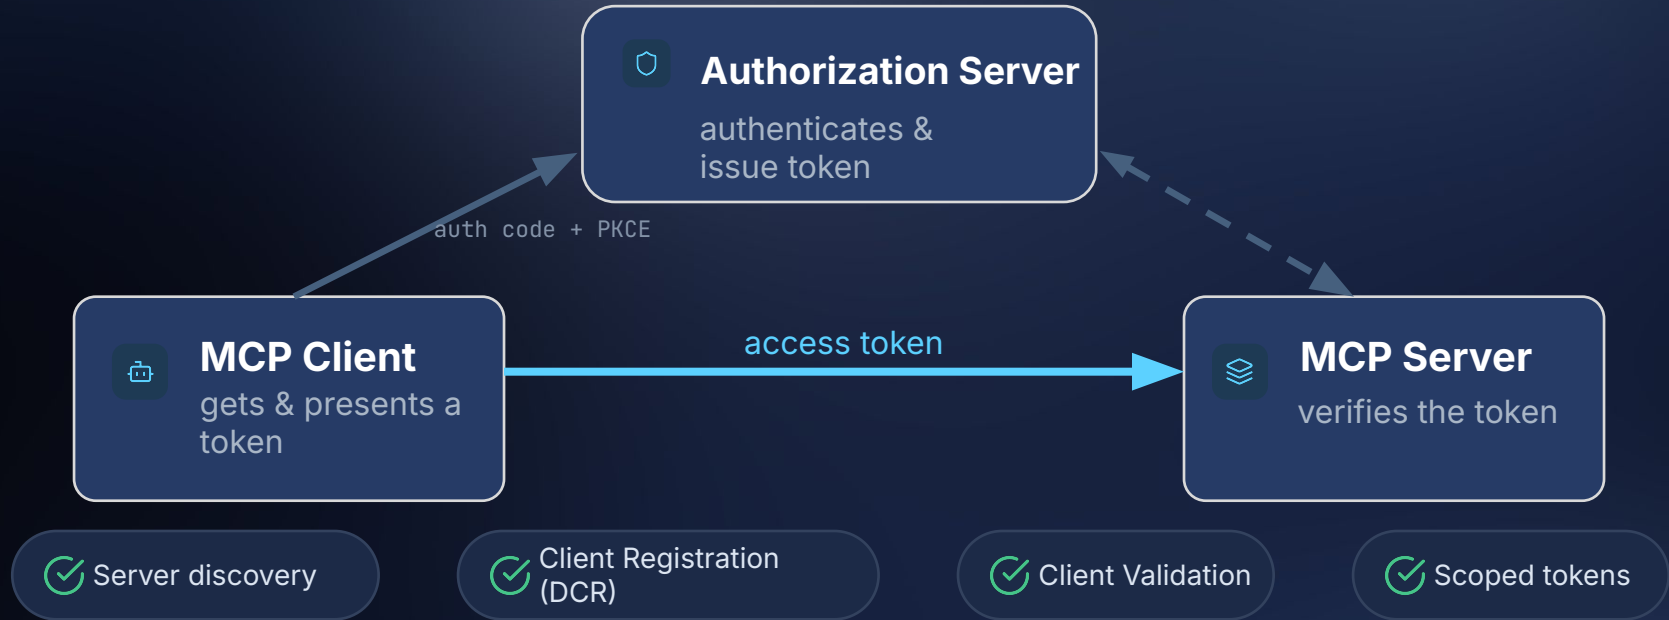 Authorization Server
authenticates &
issue token
auth code + PKCE
MCP Client
gets & presents a
token
access token
MCP Server
verifies the token
Server discovery
Client Registration
(DCR)
Client Validation
Scoped tokens